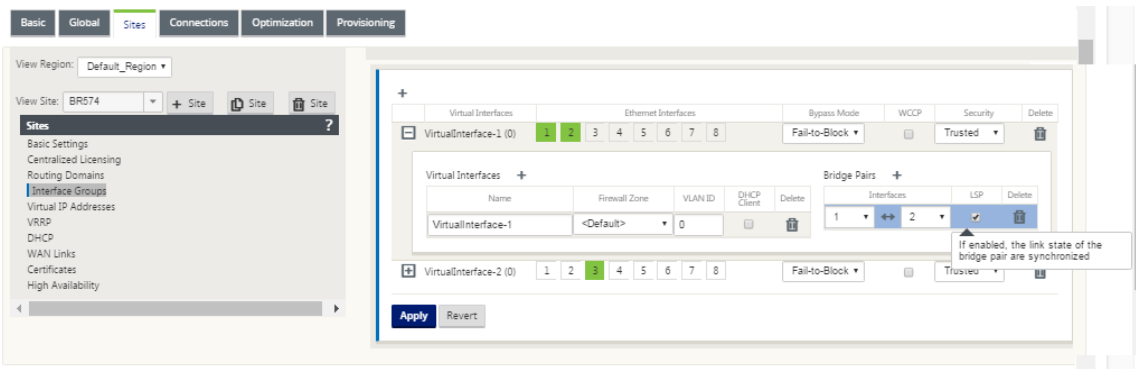 Basic Global Sites Connections Optimization Provisioning
View Region: Default_Region
View Site: BR574 + Site Site Site
Sites ?
Basic Settings
Centralized Licensing
Routing Domains
Interface Groups
Virtual IP Addresses
VRRP
DHCP
WAN Links
Certificates
High Availability
+
Virtual Interfaces Ethernet Interfaces Bypass Mode WCCP Security Delete
VirtualInterface-1 (0) 1 2 3 4 5 6 7 8 Fail-to-Block Trusted
Virtual Interfaces + Bridge Pairs +
Name Firewall Zone VLAN ID DHCP Client Delete Interfaces LSP Delete
VirtualInterface-1 <Default> 0 1 2
If enabled, the link state of the
bridge pair are synchronized
VirtualInterface-2 (0) 1 2 3 4 5 6 7 8 Fail-to-Block Trusted
Apply Revert